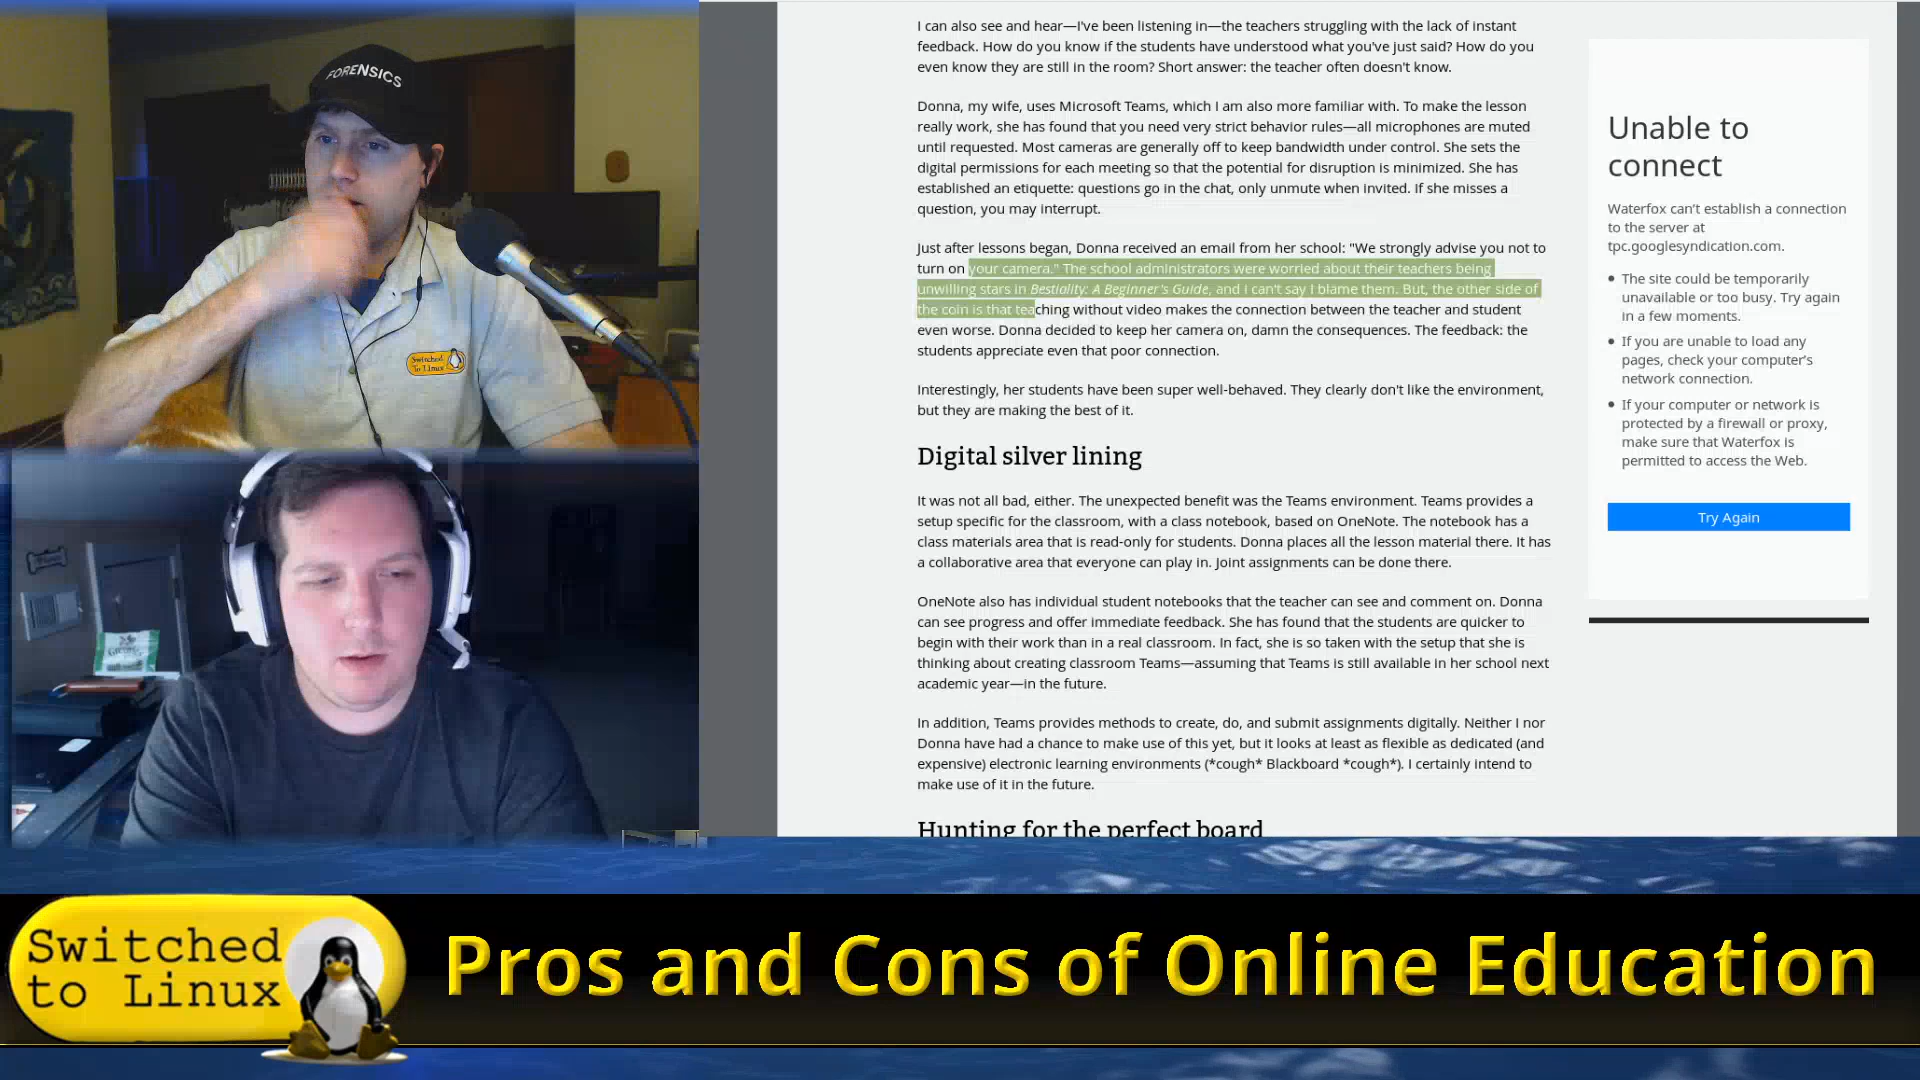 FORENSICS
Switched
To Linux
I can also see and hear—I've been listening in—the teachers struggling with the lack of instant
feedback. How do you know if the students have understood what you've just said? How do you
even know they are still in the room? Short answer: the teacher often doesn't know.
Donna, my wife, uses Microsoft Teams, which I am also more familiar with. To make the lesson
really work, she has found that you need very strict behavior rules—all microphones are muted
until requested. Most cameras are generally off to keep bandwidth under control. She sets the
digital permissions for each meeting so that the potential for disruption is minimized. She has
established an etiquette: questions go in the chat, only unmute when invited. If she misses a
question, you may interrupt.
Just after lessons began, Donna received an email from her school: "We strongly advise you not to
turn on your camera." The school administrators were worried about their teachers being
unwilling stars in Bestiality: A Beginner's Guide, and I can't say I blame them. But, the other side of
the coin is that teaching without video makes the connection between the teacher and student
even worse. Donna decided to keep her camera on, damn the consequences. The feedback: the
students appreciate even that poor connection.
Interestingly, her students have been super well-behaved. They clearly don't like the environment,
but they are making the best of it.
Digital silver lining
It was not all bad, either. The unexpected benefit was the Teams environment. Teams provides a
setup specific for the classroom, with a class notebook, based on OneNote. The notebook has a
class materials area that is read-only for students. Donna places all the lesson material there. It has
a collaborative area that everyone can play in. Joint assignments can be done there.
OneNote also has individual student notebooks that the teacher can see and comment on. Donna
can see progress and offer immediate feedback. She has found that the students are quicker to
begin with their work than in a real classroom. In fact, she is so taken with the setup that she is
thinking about creating classroom Teams—assuming that Teams is still available in her school next
academic year—in the future.
In addition, Teams provides methods to create, do, and submit assignments digitally. Neither I nor
Donna have had a chance to make use of this yet, but it looks at least as flexible as dedicated (and
expensive) electronic learning environments (*cough* Blackboard *cough*). I certainly intend to
make use of it in the future.
Hunting for the perfect board
Unable to
connect
Waterfox can't establish a connection
to the server at
tpc.googlesyndication.com.
• The site could be temporarily
unavailable or too busy. Try again
in a few moments.
• If you are unable to load any
pages, check your computer's
network connection.
• If your computer or network is
protected by a firewall or proxy,
make sure that Waterfox is
permitted to access the Web.
Try Again
Switched
to Linux
Pros and Cons of Online Education